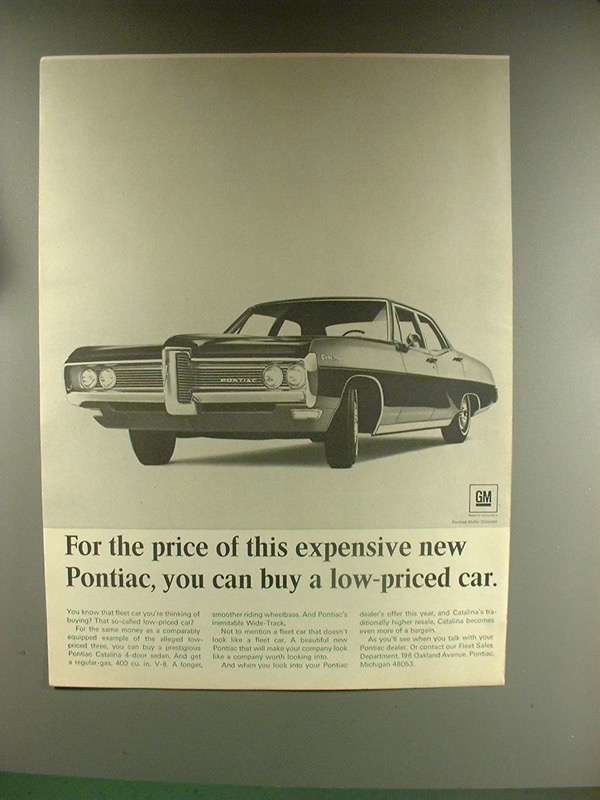 Catalina
PONTIAC
GM
Pontiac Motor Division
For the price of this expensive new
Pontiac, you can buy a low-priced car.
You know that fleet car you're thinking of
buying? That so-called low-priced car?
For the same money as a comparably
equipped example of the alleged low-
priced three, you can buy a prestigious
Pontiac Catalina 4-door sedan. And get
a regular-gas, 400 cu. in. V-8. A longer,
smoother riding wheelbase. And Pontiac's
inimitable Wide-Track.
Not to mention a fleet car that doesn't
look like a fleet car. A beautiful new
Pontiac that will make your company look
like a company worth looking into.
And when you look into your Pontiac
dealer's offer this year, and Catalina's tra-
ditionally higher resale, Catalina becomes
even more of a bargain.
As you'll see when you talk with your
Pontiac dealer. Or contact our Fleet Sales
Department, 196 Oakland Avenue, Pontiac,
Michigan 48053.